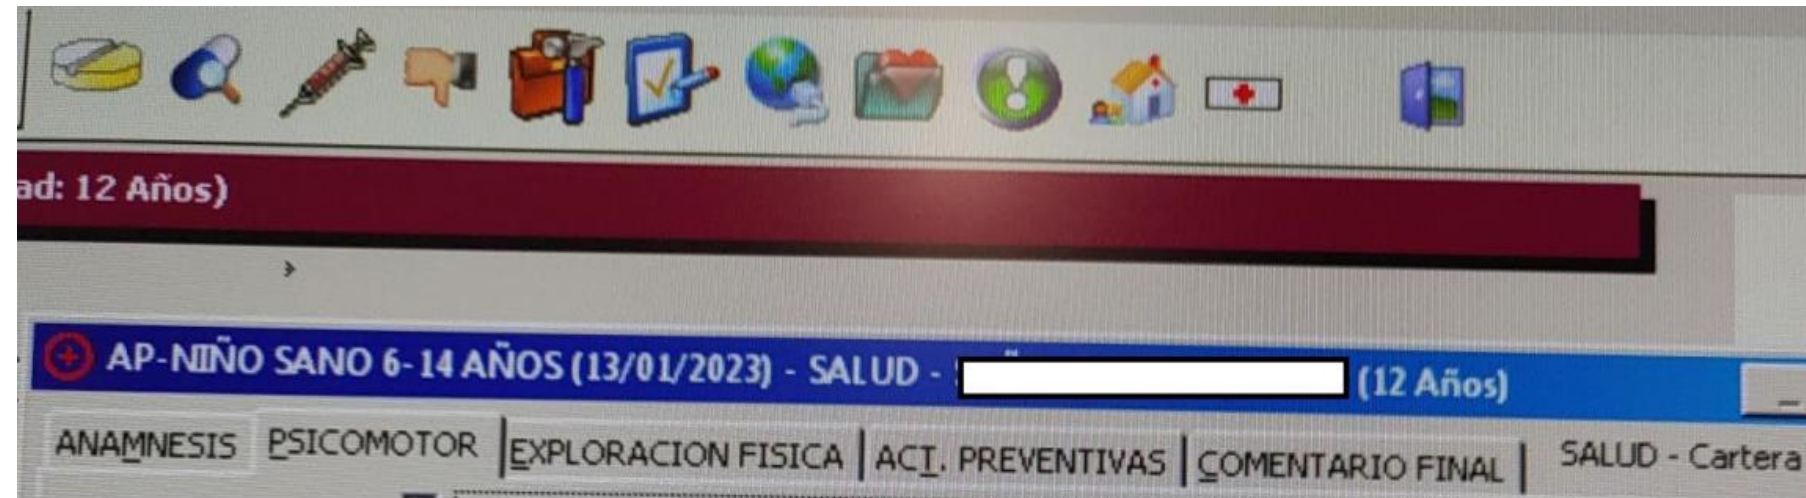 ad: 12 Años)
AP-NIÑO SANO 6-14 AÑOS (13/01/2023) - SALUD - (12 Años)
ANAMNESIS PSICOMOTOR EXPLORACION FISICA ACT. PREVENTIVAS COMENTARIO FINAL SALUD - Cartera